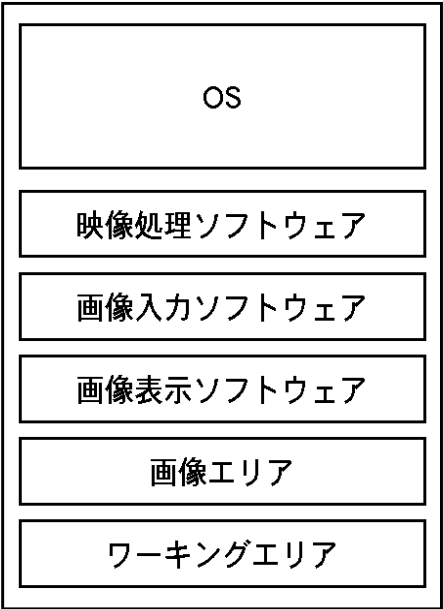 OS
映像処理ソフトウェア
画像入力ソフトウェア
画像表示ソフトウェア
画像エリア
ワーキングエリア